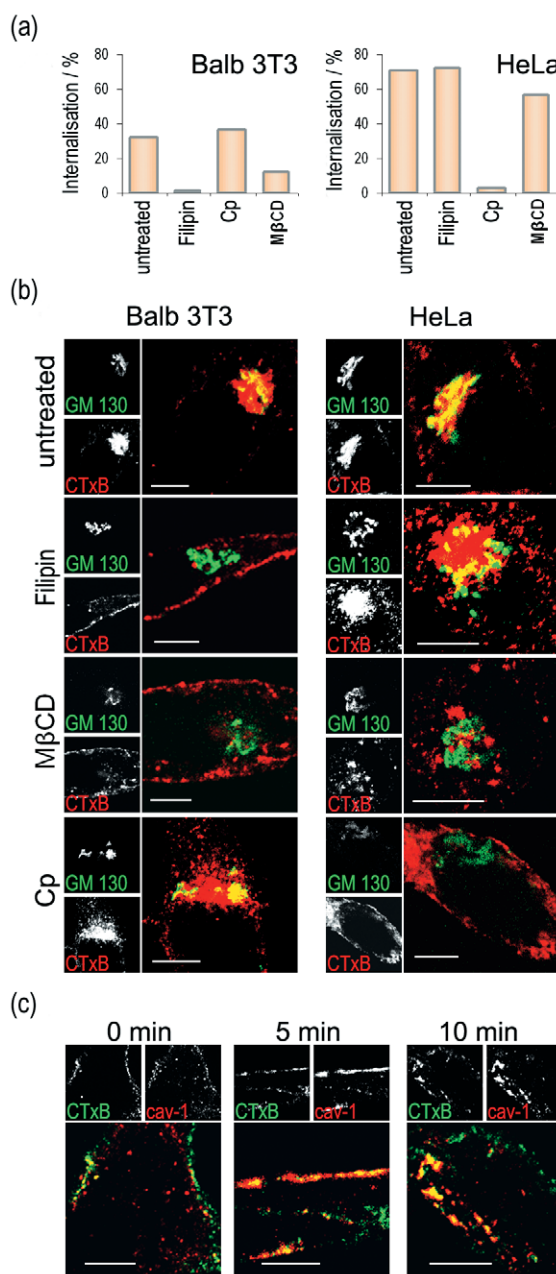 (a)
Balb 3T3
Internalisation / %
80
60
40
20
0
untreated
Filipin
Cp
MβCD
HeLa
Internalisation / %
80
60
40
20
0
untreated
Filipin
Cp
MβCD
(b)
Balb 3T3
HeLa
untreated
GM 130
CTxB
GM 130
CTxB
Filipin
GM 130
CTxB
GM 130
CTxB
MβCD
GM 130
CTxB
GM 130
CTxB
Cp
GM 130
CTxB
GM 130
CTxB
(c)
0 min
5 min
10 min
CTxB
cav-1
CTxB
cav-1
CTxB
cav-1